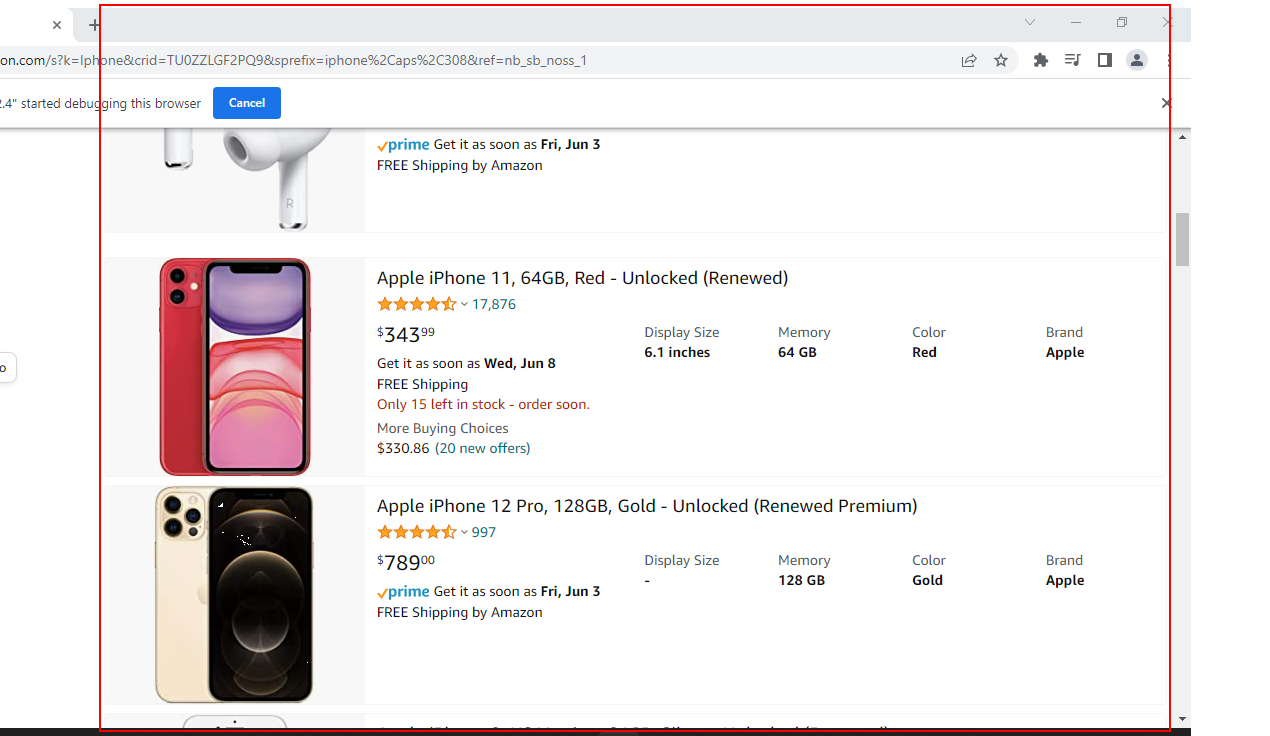 on.com/s?k=Iphone&crid=TU0ZZLGF2PQ9&sprefix=iphone%2Caps%2C308&ref=nb_sb_noss_1
2.4" started debugging this browser Cancel
prime Get it as soon as Fri, Jun 3
FREE Shipping by Amazon
R
Apple iPhone 11, 64GB, Red - Unlocked (Renewed)
17,876
$343.99 Display Size Memory Color Brand
6.1 inches 64 GB Red Apple
Get it as soon as Wed, Jun 8
FREE Shipping
Only 15 left in stock - order soon.
More Buying Choices
$330.86 (20 new offers)
o
Apple iPhone 12 Pro, 128GB, Gold - Unlocked (Renewed Premium)
997
$789.00 Display Size Memory Color Brand
- 128 GB Gold Apple
prime Get it as soon as Fri, Jun 3
FREE Shipping by Amazon